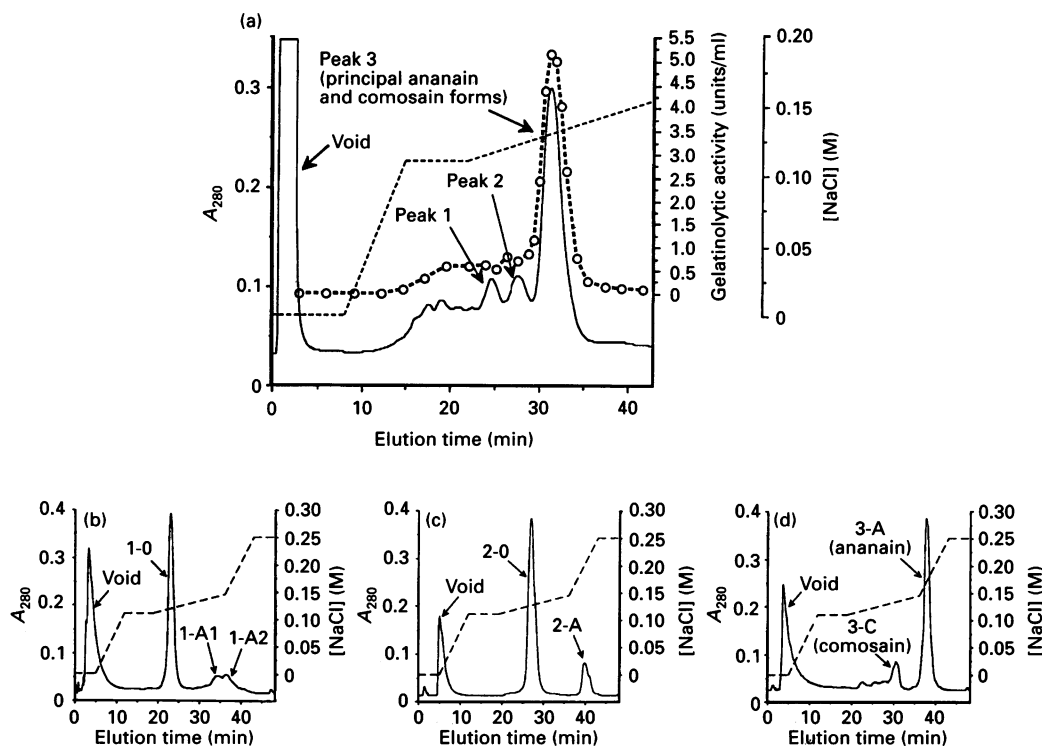 (a)
Peak 3
(principal ananain
and comosain forms)
Void
Peak 2
Peak 1
A280
0.3
0.2
0.1
0
0 10 20 30 40
Elution time (min)
5.5
5.0
4.5
4.0
3.5
3.0
2.5
2.0
1.5
1.0
0.5
0
Gelatinolytic activity (units/ml)
0.20
0.15
0.10
0.05
0
[NaCl] (M)
(b)
1-0
Void
1-A1
1-A2
A280
0.4
0.3
0.2
0.1
0
0 10 20 30 40
Elution time (min)
0.30
0.25
0.20
0.15
0.10
0.05
0
[NaCl] (M)
(c)
2-0
Void
2-A
0.4
0.3
0.2
0.1
0
0 10 20 30 40
Elution time (min)
0.30
0.25
0.20
0.15
0.10
0.05
0
[NaCl] (M)
A280
(d)
3-A
(ananain)
Void
3-C
(comosain)
A280
0.4
0.3
0.2
0.1
0
0 10 20 30 40
Elution time (min)
0.30
0.25
0.20
0.15
0.10
0.05
0
[NaCl] (M)